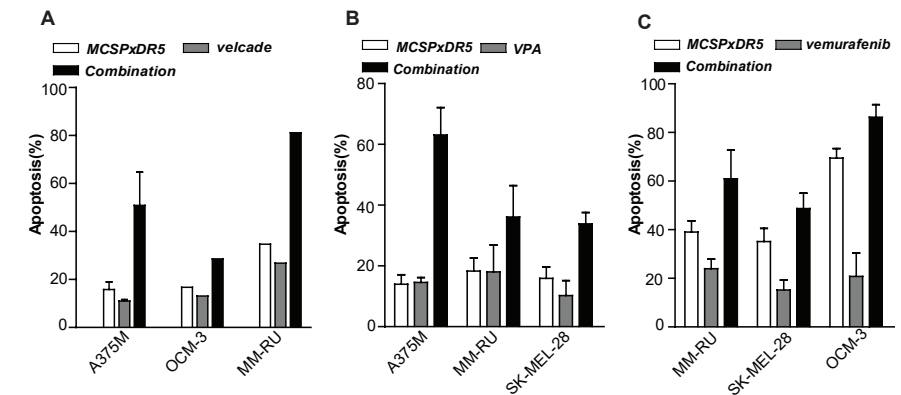 A
MCSPxDR5 velcade
Combination
Apoptosis(%)
100
80
60
40
20
0
A375M
OCM-3
MM-RU
B
MCSPxDR5 VPA
Combination
Apoptosis(%)
80
60
40
20
0
A375M
MM-RU
SK-MEL-28
C
MCSPxDR5 vemurafenib
Combination
Apoptosis(%)
100
80
60
40
20
0
MM-RU
SK-MEL-28
OCM-3